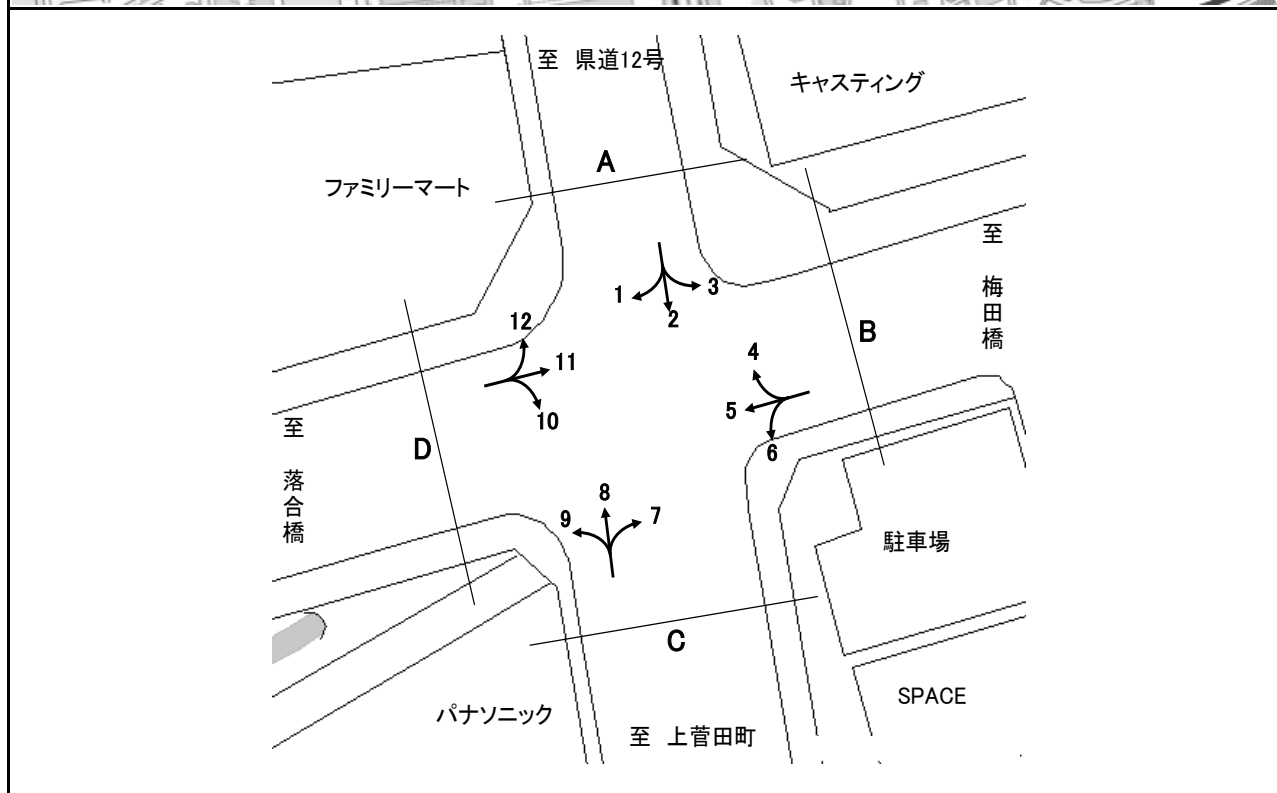 至 県道12号
キャスティング
A
ファミリーマート
至 梅田橋
1
3
2
12
B
4
11
5
10
至 落合橋
D
6
8
9
7
駐車場
C
SPACE
パナソニック
至 上菅田町